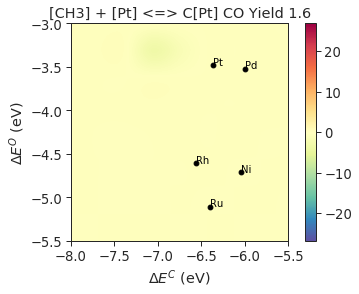 [CH3] + [Pt] <=> C[Pt] CO Yield 1.6
−3.0
−3.5
−4.0
−4.5
−5.0
−5.5
ΔE^O (eV)
Pt
Pd
Rh
Ni
Ru
−8.0 −7.5 −7.0 −6.5 −6.0 −5.5
ΔE^C (eV)
20
10
0
−10
−20